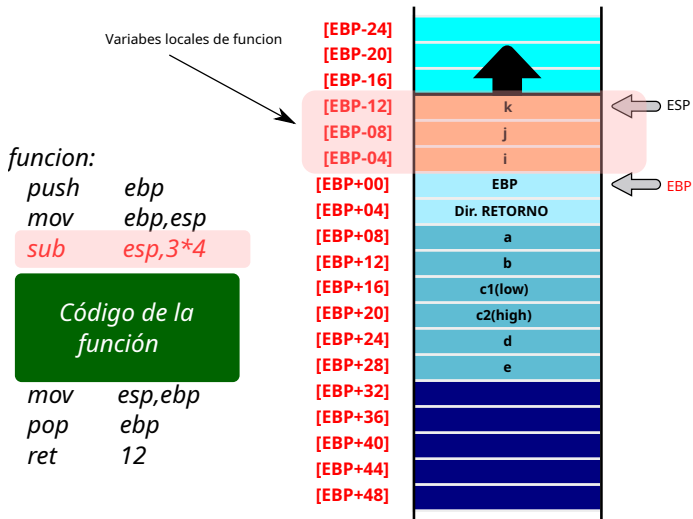 Variabes locales de funcion
funcion:
push ebp
mov ebp,esp
sub esp,3*4
Código de la
función
mov esp,ebp
pop ebp
ret 12
[EBP-24]
[EBP-20]
[EBP-16]
[EBP-12] k ESP
[EBP-08] j
[EBP-04] i
[EBP+00] EBP EBP
[EBP+04] Dir. RETORNO
[EBP+08] a
[EBP+12] b
[EBP+16] c1(low)
[EBP+20] c2(high)
[EBP+24] d
[EBP+28] e
[EBP+32]
[EBP+36]
[EBP+40]
[EBP+44]
[EBP+48]